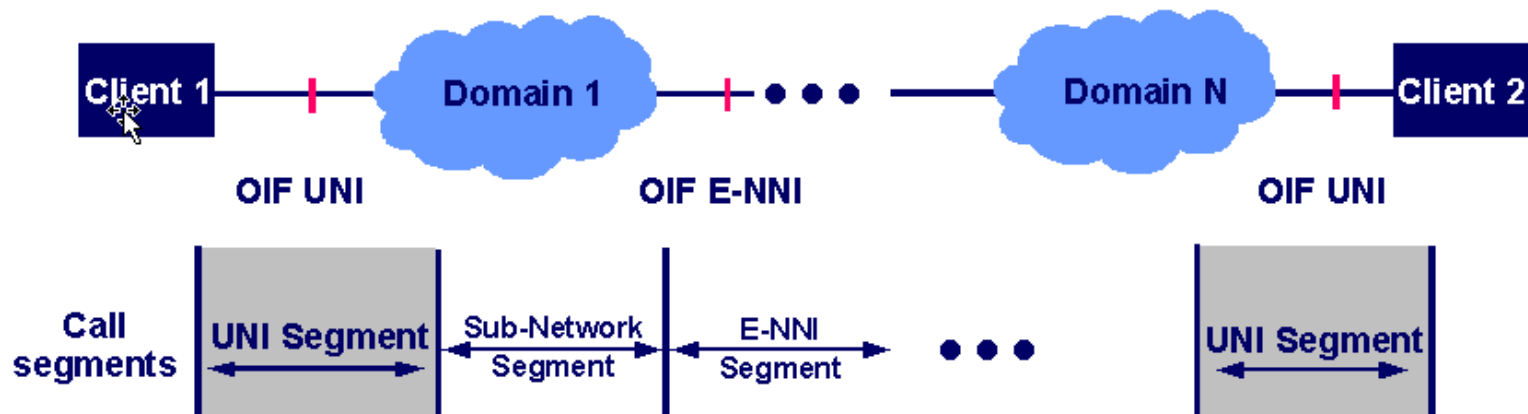 Client 1
Domain 1
Domain N
Client 2
OIF UNI
OIF E-NNI
OIF UNI
Call
segments
UNI Segment
Sub-Network
Segment
E-NNI
Segment
UNI Segment